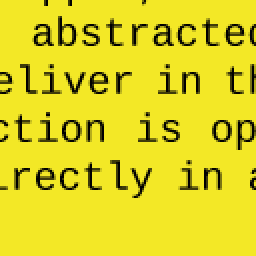 abstracted
eliver in th
ction is op
irectly in a